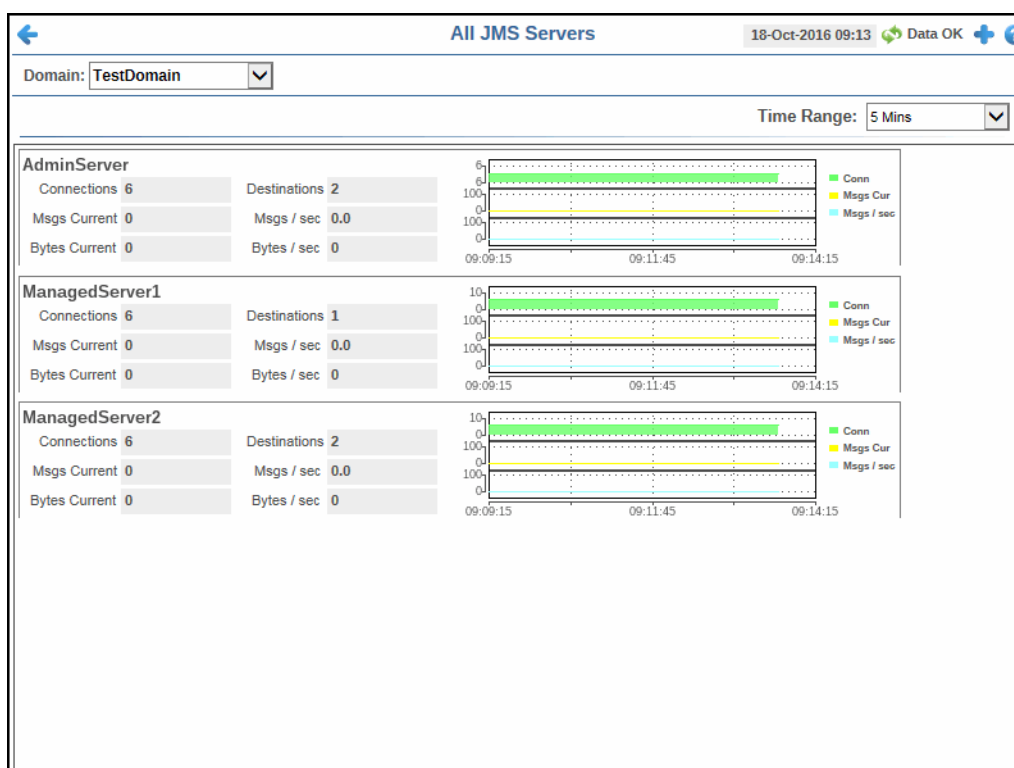 All JMS Servers 18-Oct-2016 09:13 Data OK
Domain: TestDomain
Time Range: 5 Mins
AdminServer
Connections 6 Destinations 2
Msgs Current 0 Msgs / sec 0.0
Bytes Current 0 Bytes / sec 0
6
6
100
0
100
0
09:09:15 09:11:45 09:14:15
Conn
Msgs Cur
Msgs / sec
ManagedServer1
Connections 6 Destinations 1
Msgs Current 0 Msgs / sec 0.0
Bytes Current 0 Bytes / sec 0
10
0
100
0
100
0
09:09:15 09:11:45 09:14:15
Conn
Msgs Cur
Msgs / sec
ManagedServer2
Connections 6 Destinations 2
Msgs Current 0 Msgs / sec 0.0
Bytes Current 0 Bytes / sec 0
10
0
100
0
100
0
09:09:15 09:11:45 09:14:15
Conn
Msgs Cur
Msgs / sec